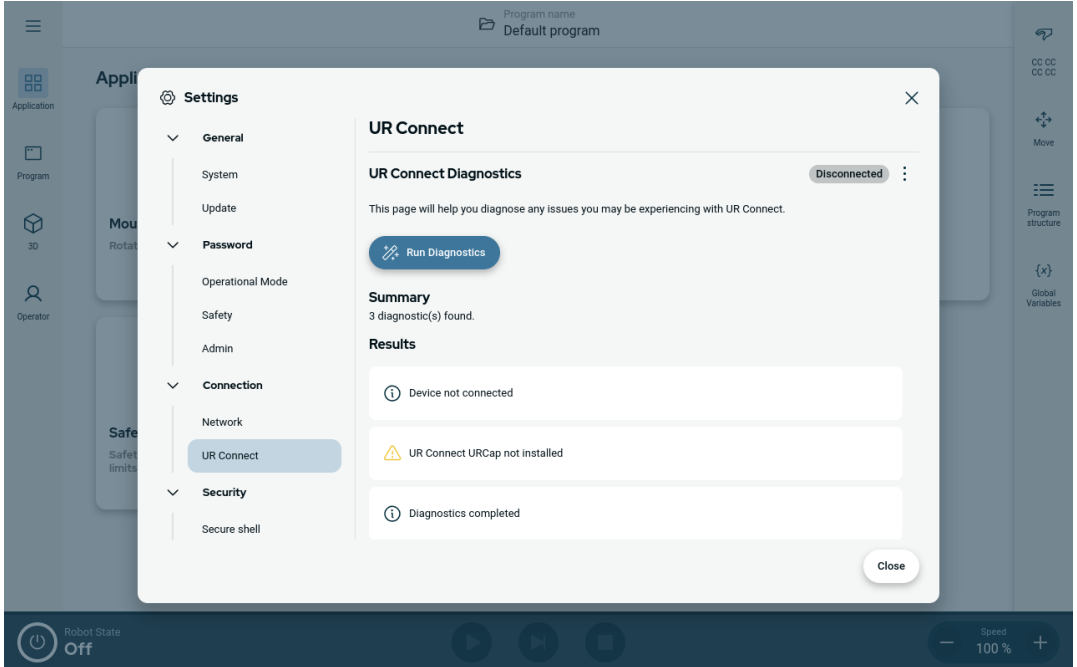 Program name
Default program
Application
Program
3D
Operator
Appli
Mou
Rotat
Safe
Safet
limits
Settings
General
System
Update
Password
Operational Mode
Safety
Admin
Connection
Network
UR Connect
Security
Secure shell
UR Connect
UR Connect Diagnostics
Disconnected
This page will help you diagnose any issues you may be experiencing with UR Connect.
Run Diagnostics
Summary
3 diagnostic(s) found.
Results
Device not connected
UR Connect URCap not installed
Diagnostics completed
Close
CC CC
CC CC
Move
Program
structure
{x}
Global
Variables
Robot State
Off
Speed
100 %